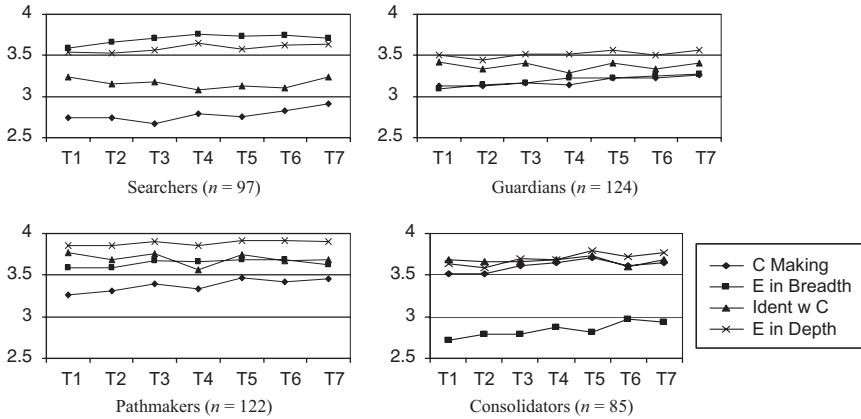 4
3.5
3
2.5
T1 T2 T3 T4 T5 T6 T7
Searchers (n = 97)
4
3.5
3
2.5
T1 T2 T3 T4 T5 T6 T7
Guardians (n = 124)
4
3.5
3
2.5
T1 T2 T3 T4 T5 T6 T7
Pathmakers (n = 122)
4
3.5
3
2.5
T1 T2 T3 T4 T5 T6 T7
Consolidators (n = 85)
C Making
E in Breadth
Ident w C
E in Depth